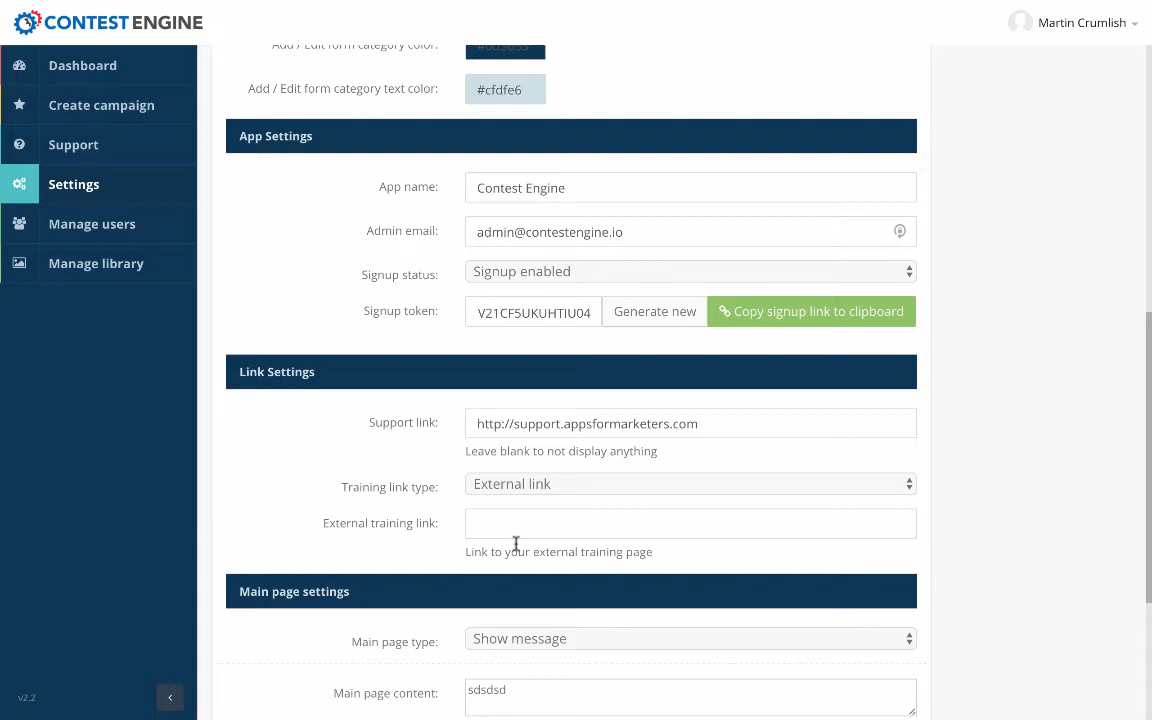 CONTEST ENGINE
Martin Crumlish
Dashboard
Create campaign
Support
Settings
Manage users
Manage library
v2.2
Add / Edit form category color:
Add / Edit form category text color: #cfdfe6
App Settings
App name: Contest Engine
Admin email: admin@contestengine.io
Signup status: Signup enabled
Signup token: V21CF5UKUHTIU04 Generate new Copy signup link to clipboard
Link Settings
Support link: http://support.appsformarketers.com
Leave blank to not display anything
Training link type: External link
External training link:
Link to your external training page
Main page settings
Main page type: Show message
Main page content: sdsdsd